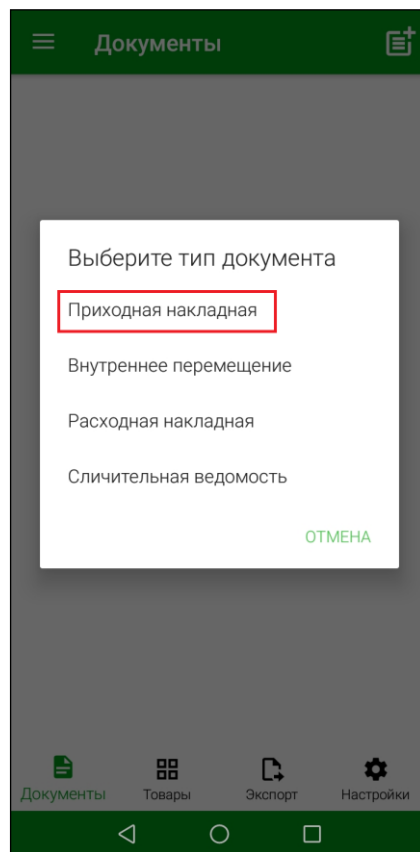 Документы
Выберите тип документа
Приходная накладная
Внутреннее перемещение
Расходная накладная
Сличительная ведомость
ОТМЕНА
Документы Товары Экспорт Настройки